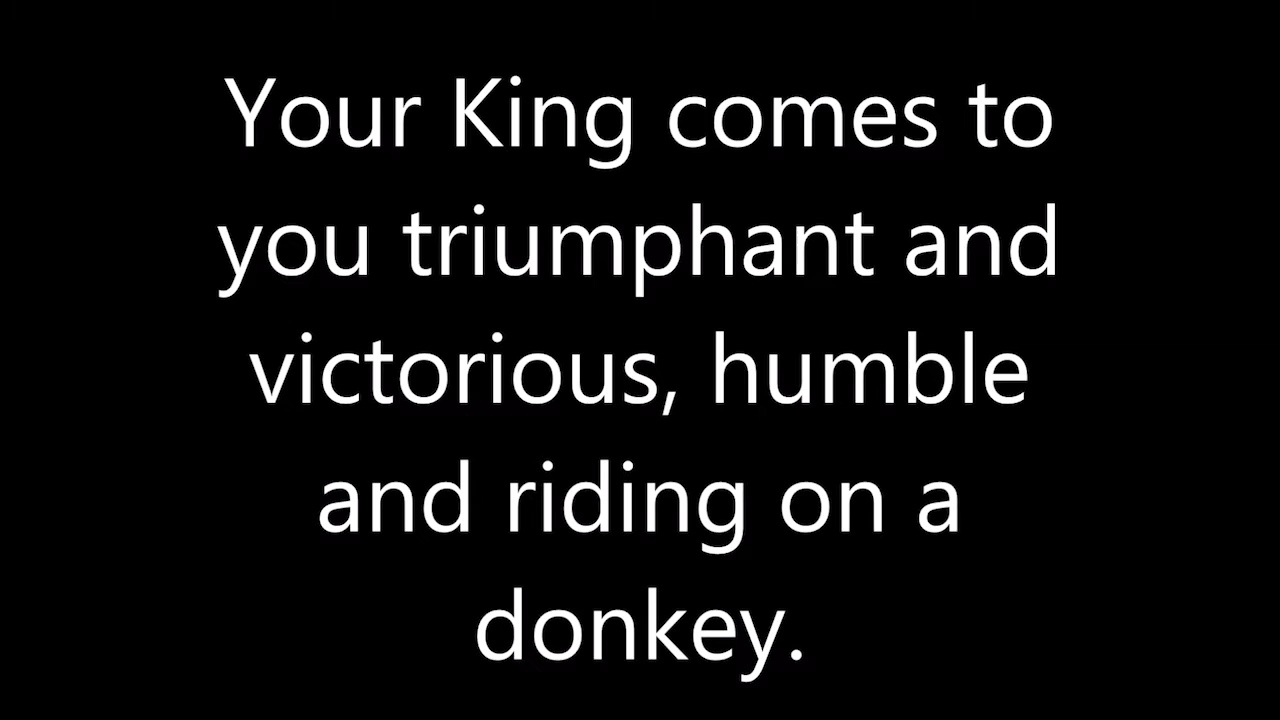 Your King comes to
you triumphant and
victorious, humble
and riding on a
donkey.